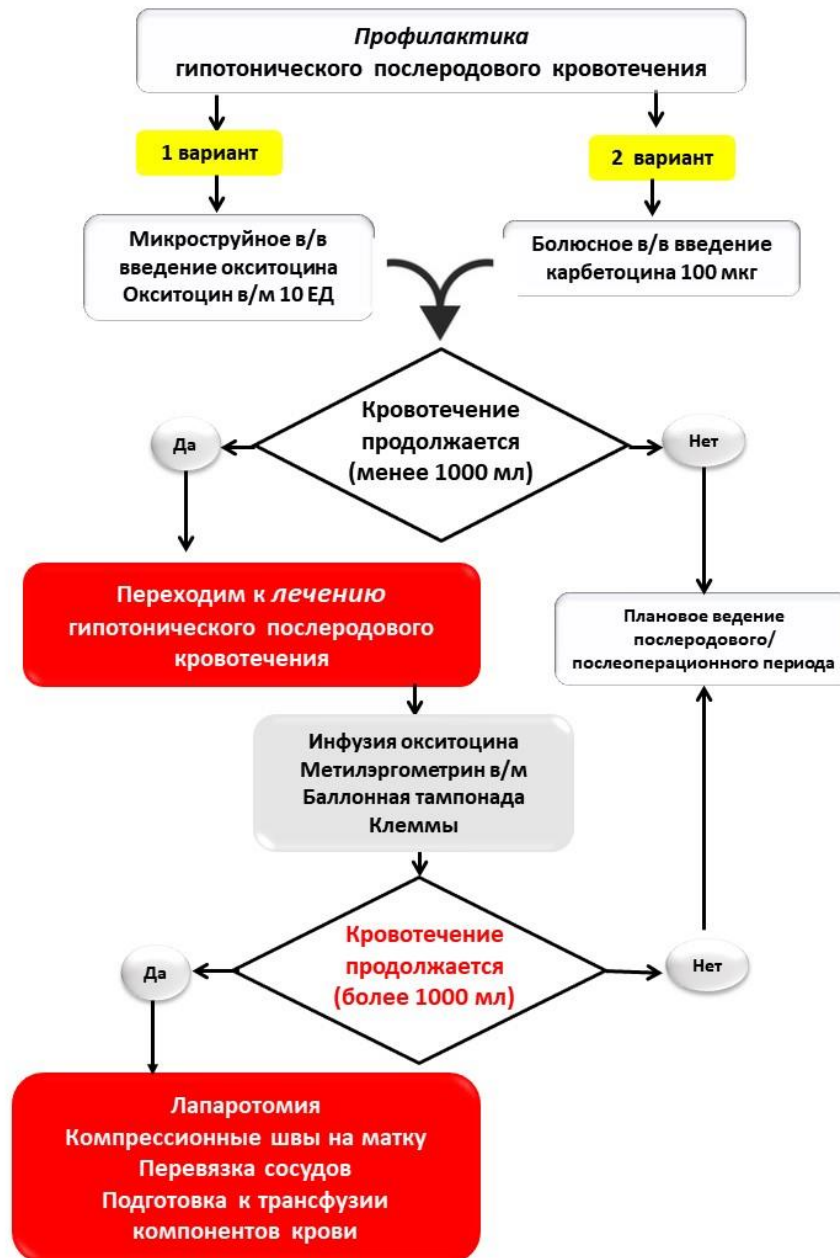 Профилактика
гипотонического послеродового кровотечения
1 вариант
2 вариант
Микроструйное в/в
введение окситоцина
Окситоцин в/м 10 ЕД
Болюсное в/в введение
карбетоцина 100 мкг
Кровотечение
продолжается
(менее 1000 мл)
Да
Нет
Переходим к лечению
гипотонического послеродового
кровотечения
Плановое ведение
послеродового/
послеоперационного периода
Инфузия окситоцина
Метилэргометрин в/м
Баллонная тампонада
Клеммы
Кровотечение
продолжается
(более 1000 мл)
Да
Нет
Лапаротомия
Компрессионные швы на матку
Перевязка сосудов
Подготовка к трансфузии
компонентов крови